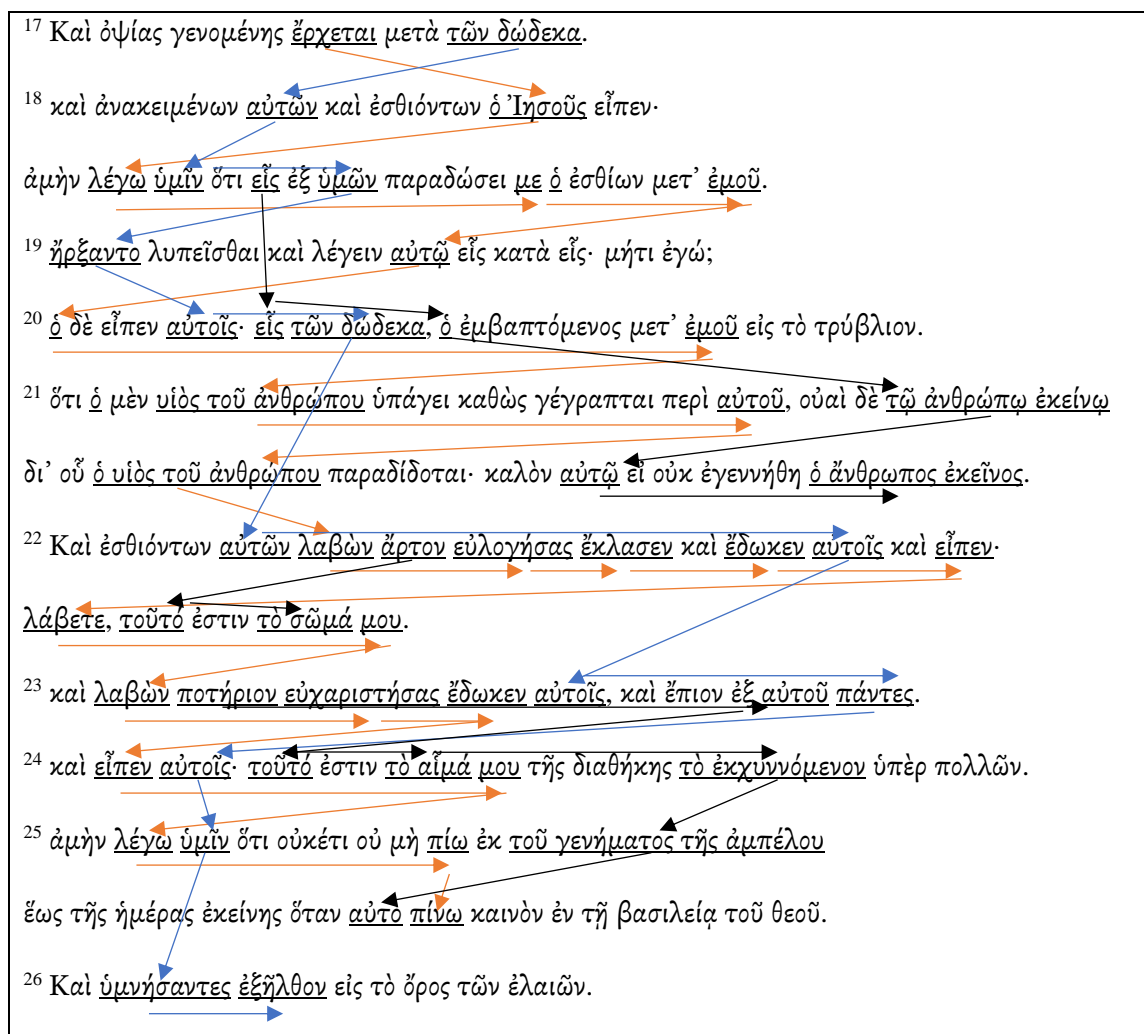 17 Καὶ ὀψίας γενομένης ἔρχεται μετὰ τῶν δώδεκα.
18 καὶ ἀνακειμένων αὐτῶν καὶ ἐσθιόντων ὁ Ἰησοῦς εἶπεν·
ἀμὴν λέγω ὑμῖν ὅτι εἷς ἐξ ὑμῶν παραδώσει με ὁ ἐσθίων μετ’ ἐμοῦ.
19 ἤρξαντο λυπεῖσθαι καὶ λέγειν αὐτῷ εἷς κατὰ εἷς· μήτι ἐγώ;
20 ὁ δὲ εἶπεν αὐτοῖς· εἷς τῶν δώδεκα, ὁ ἐμβαπτόμενος μετ’ ἐμοῦ εἰς τὸ τρύβλιον.
21 ὅτι ὁ μὲν υἱὸς τοῦ ἀνθρώπου ὑπάγει καθὼς γέγραπται περὶ αὐτοῦ, οὐαὶ δὲ τῷ ἀνθρώπῳ ἐκείνῳ
δι’ οὗ ὁ υἱὸς τοῦ ἀνθρώπου παραδίδοται· καλὸν αὐτῷ εἰ οὐκ ἐγεννήθη ὁ ἄνθρωπος ἐκεῖνος.
22 Καὶ ἐσθιόντων αὐτῶν λαβὼν ἄρτον εὐλογήσας ἔκλασεν καὶ ἔδωκεν αὐτοῖς καὶ εἶπεν·
λάβετε, τοῦτό ἐστιν τὸ σῶμά μου.
23 καὶ λαβὼν ποτήριον εὐχαριστήσας ἔδωκεν αὐτοῖς, καὶ ἔπιον ἐξ αὐτοῦ πάντες.
24 καὶ εἶπεν αὐτοῖς· τοῦτό ἐστιν τὸ αἷμά μου τῆς διαθήκης τὸ ἐκχυννόμενον ὑπὲρ πολλῶν.
25 ἀμὴν λέγω ὑμῖν ὅτι οὐκέτι οὐ μὴ πίω ἐκ τοῦ γενήματος τῆς ἀμπέλου
ἕως τῆς ἡμέρας ἐκείνης ὅταν αὐτὸ πίνω καινὸν ἐν τῇ βασιλείᾳ τοῦ θεοῦ.
26 Καὶ ὑμνήσαντες ἐξῆλθον εἰς τὸ ὄρος τῶν ἐλαιῶν.